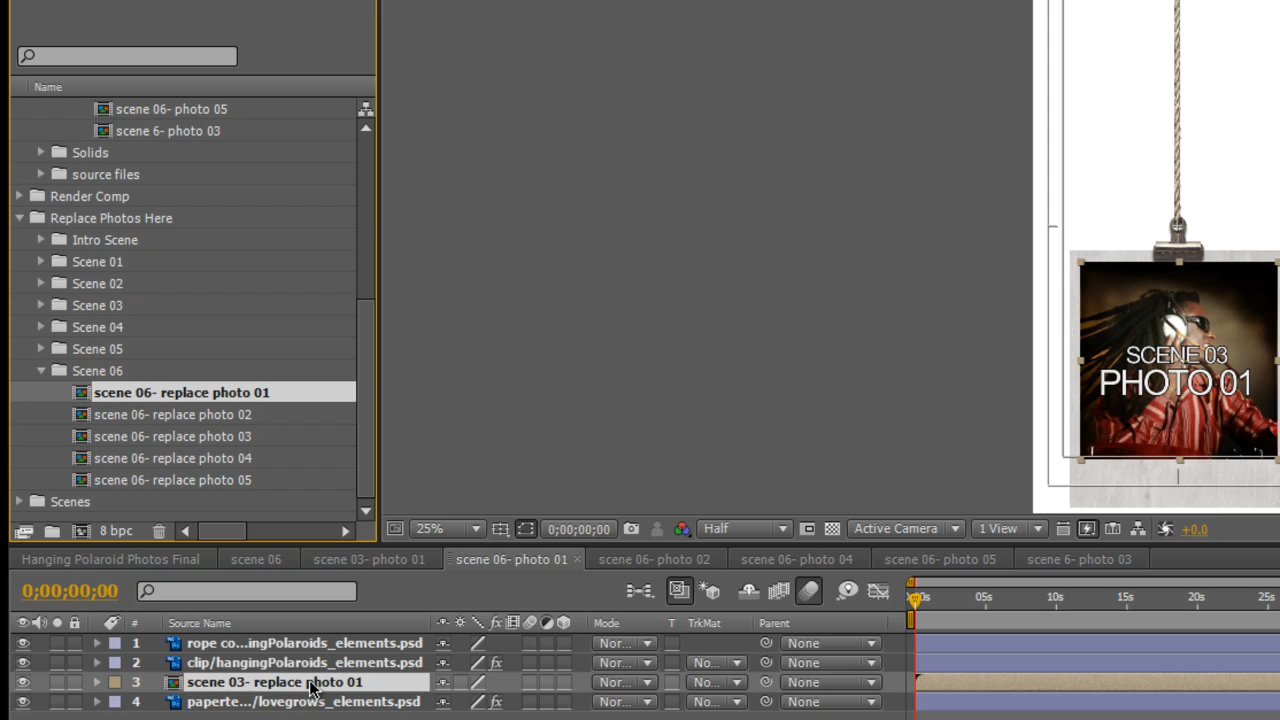 Name
scene 06- photo 05
scene 6- photo 03
Solids
source files
Render Comp
Replace Photos Here
Intro Scene
Scene 01
Scene 02
Scene 03
Scene 04
Scene 05
Scene 06
scene 06- replace photo 01
scene 06- replace photo 02
scene 06- replace photo 03
scene 06- replace photo 04
scene 06- replace photo 05
Scenes
8 bpc
SCENE 03
PHOTO 01
25% 0;00;00;00 Half Active Camera 1 View +0.0
Hanging Polaroid Photos Final scene 06 scene 03- photo 01 scene 06- photo 01 scene 06- photo 02 scene 06- photo 04 scene 06- photo 05 scene 6- photo 03
0;00;00;00 05s 10s 15s 20s 25s
# Source Name fx Mode T TrkMat Parent
1 rope co...ingPolaroids_elements.psd Nor... None
2 clip/hangingPolaroids_elements.psd fx Nor... No... None
3 scene 03- replace photo 01 Nor... No... None
4 paperte.../lovegrows_elements.psd fx Nor... No... None